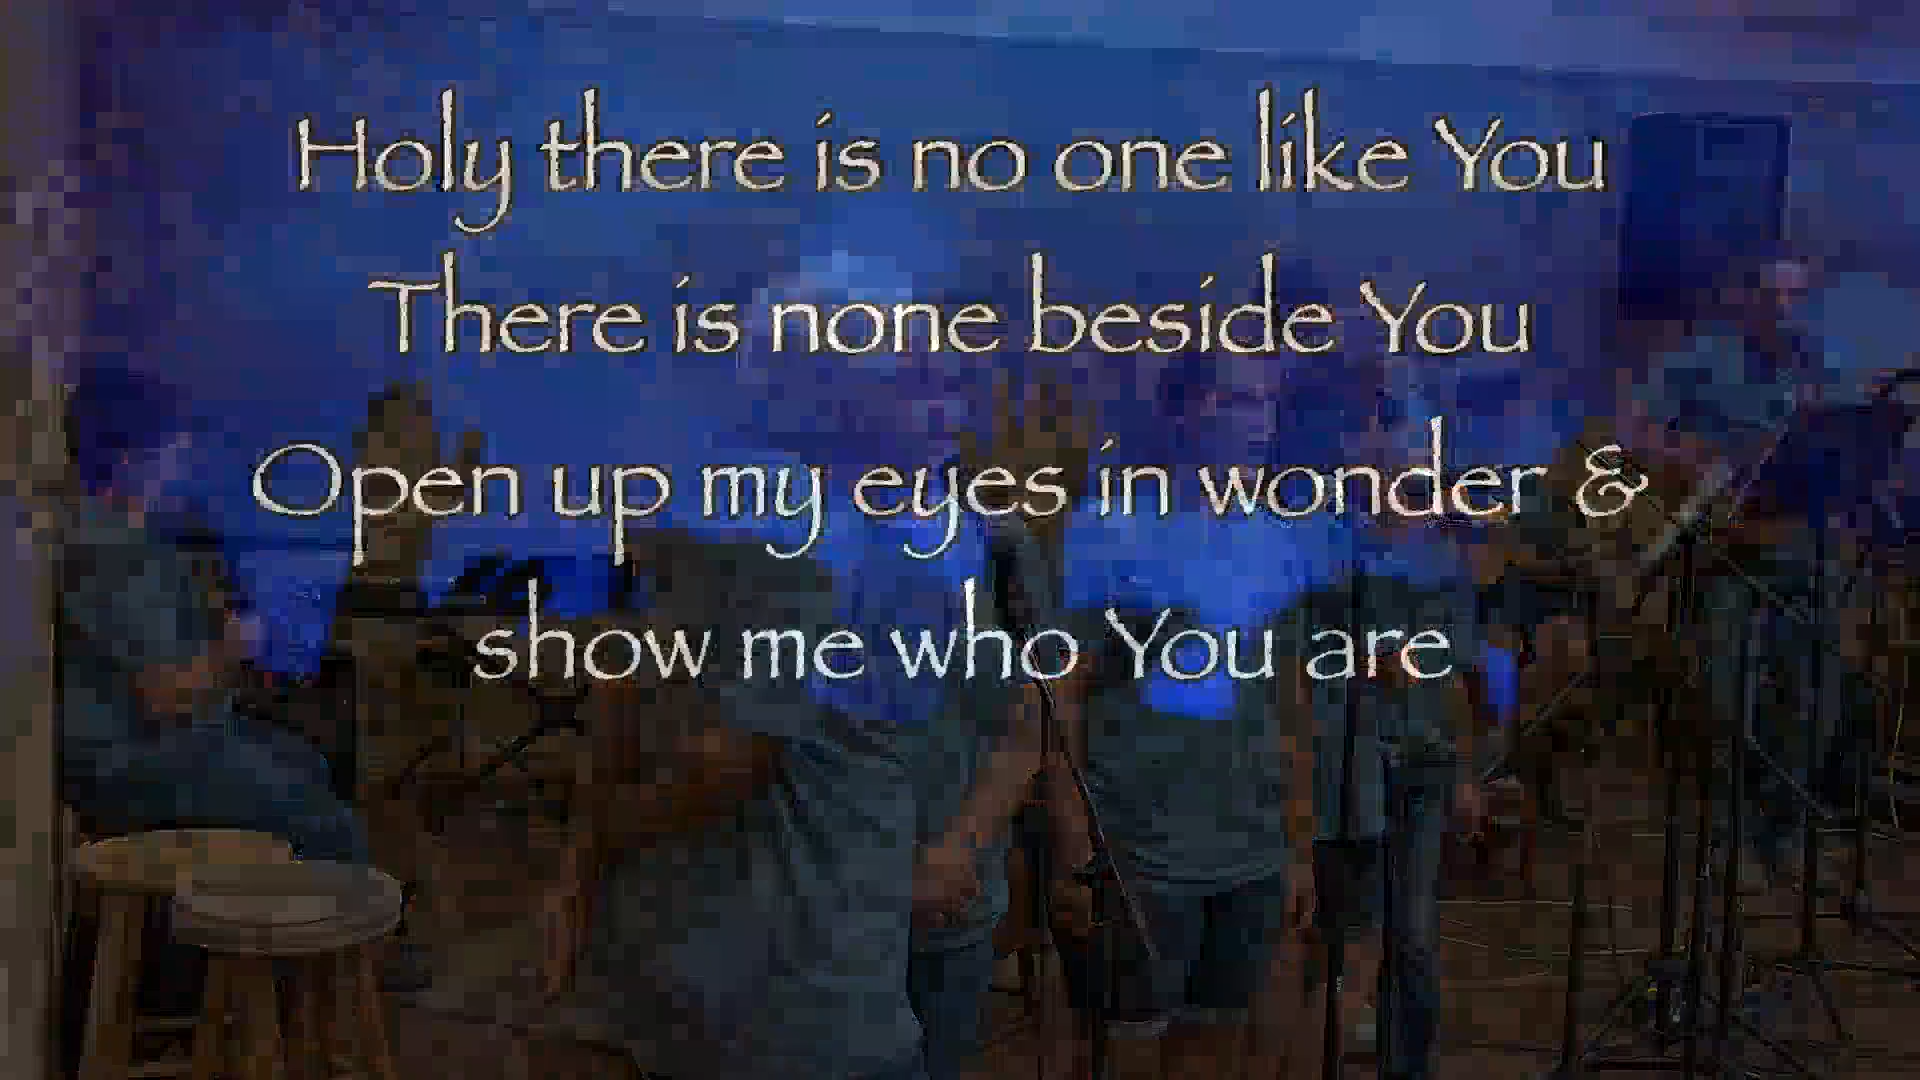 Holy there is no one like You
There is none beside You
Open up my eyes in wonder &
show me who You are